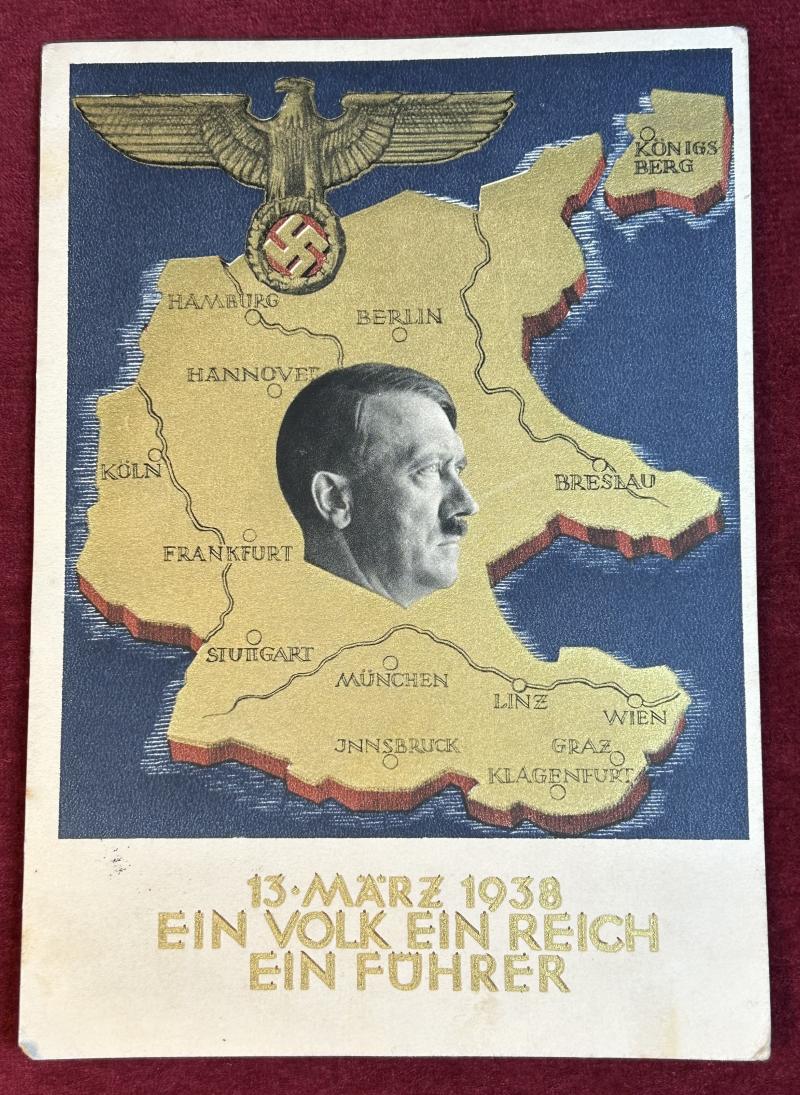 KÖNIGS
BERG
HAMBURG
BERLIN
HANNOVER
KÖLN
BRESLAU
FRANKFURT
STUTTGART
MÜNCHEN
LINZ
WIEN
JNNSBRUCK
GRAZ
KLAGENFURT
13·MÄRZ 1938
EIN VOLK EIN REICH
EIN FÜHRER